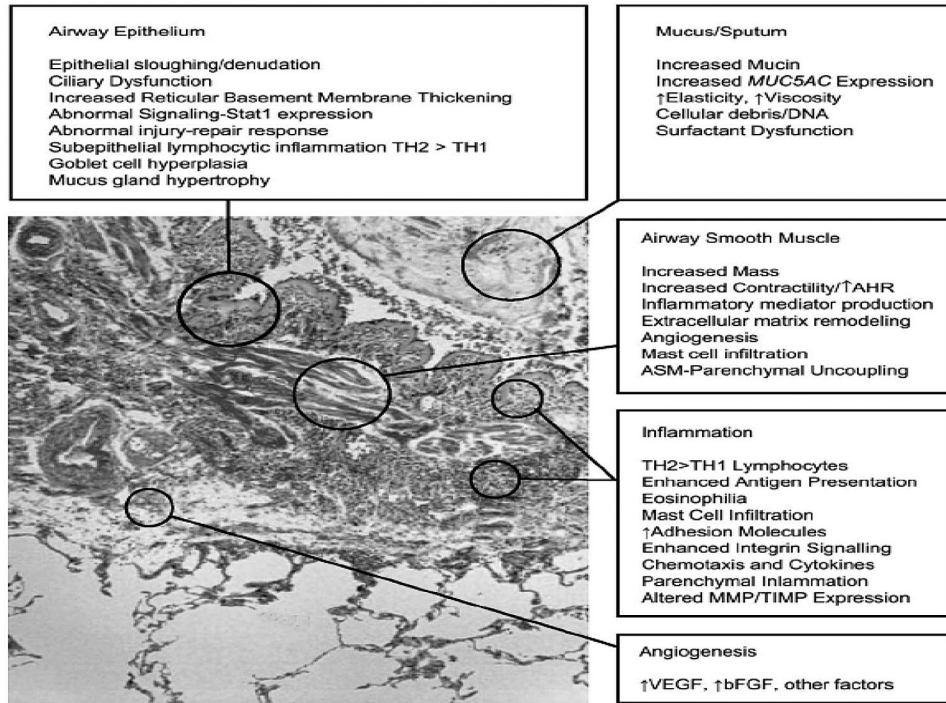 Airway Epithelium
Epithelial sloughing/denudation
Ciliary Dysfunction
Increased Reticular Basement Membrane Thickening
Abnormal Signaling-Stat1 expression
Abnormal injury-repair response
Subepithelial lymphocytic inflammation TH2 > TH1
Goblet cell hyperplasia
Mucus gland hypertrophy
Mucus/Sputum
Increased Mucin
Increased MUC5AC Expression
↑Elasticity, ↑Viscosity
Cellular debris/DNA
Surfactant Dysfunction
Airway Smooth Muscle
Increased Mass
Increased Contractility/↑AHR
Inflammatory mediator production
Extracellular matrix remodeling
Angiogenesis
Mast cell infiltration
ASM-Parenchymal Uncoupling
Inflammation
TH2>TH1 Lymphocytes
Enhanced Antigen Presentation
Eosinophilia
Mast Cell Infiltration
↑Adhesion Molecules
Enhanced Integrin Signalling
Chemotaxis and Cytokines
Parenchymal Inlammation
Altered MMP/TIMP Expression
Angiogenesis
↑VEGF, ↑bFGF, other factors